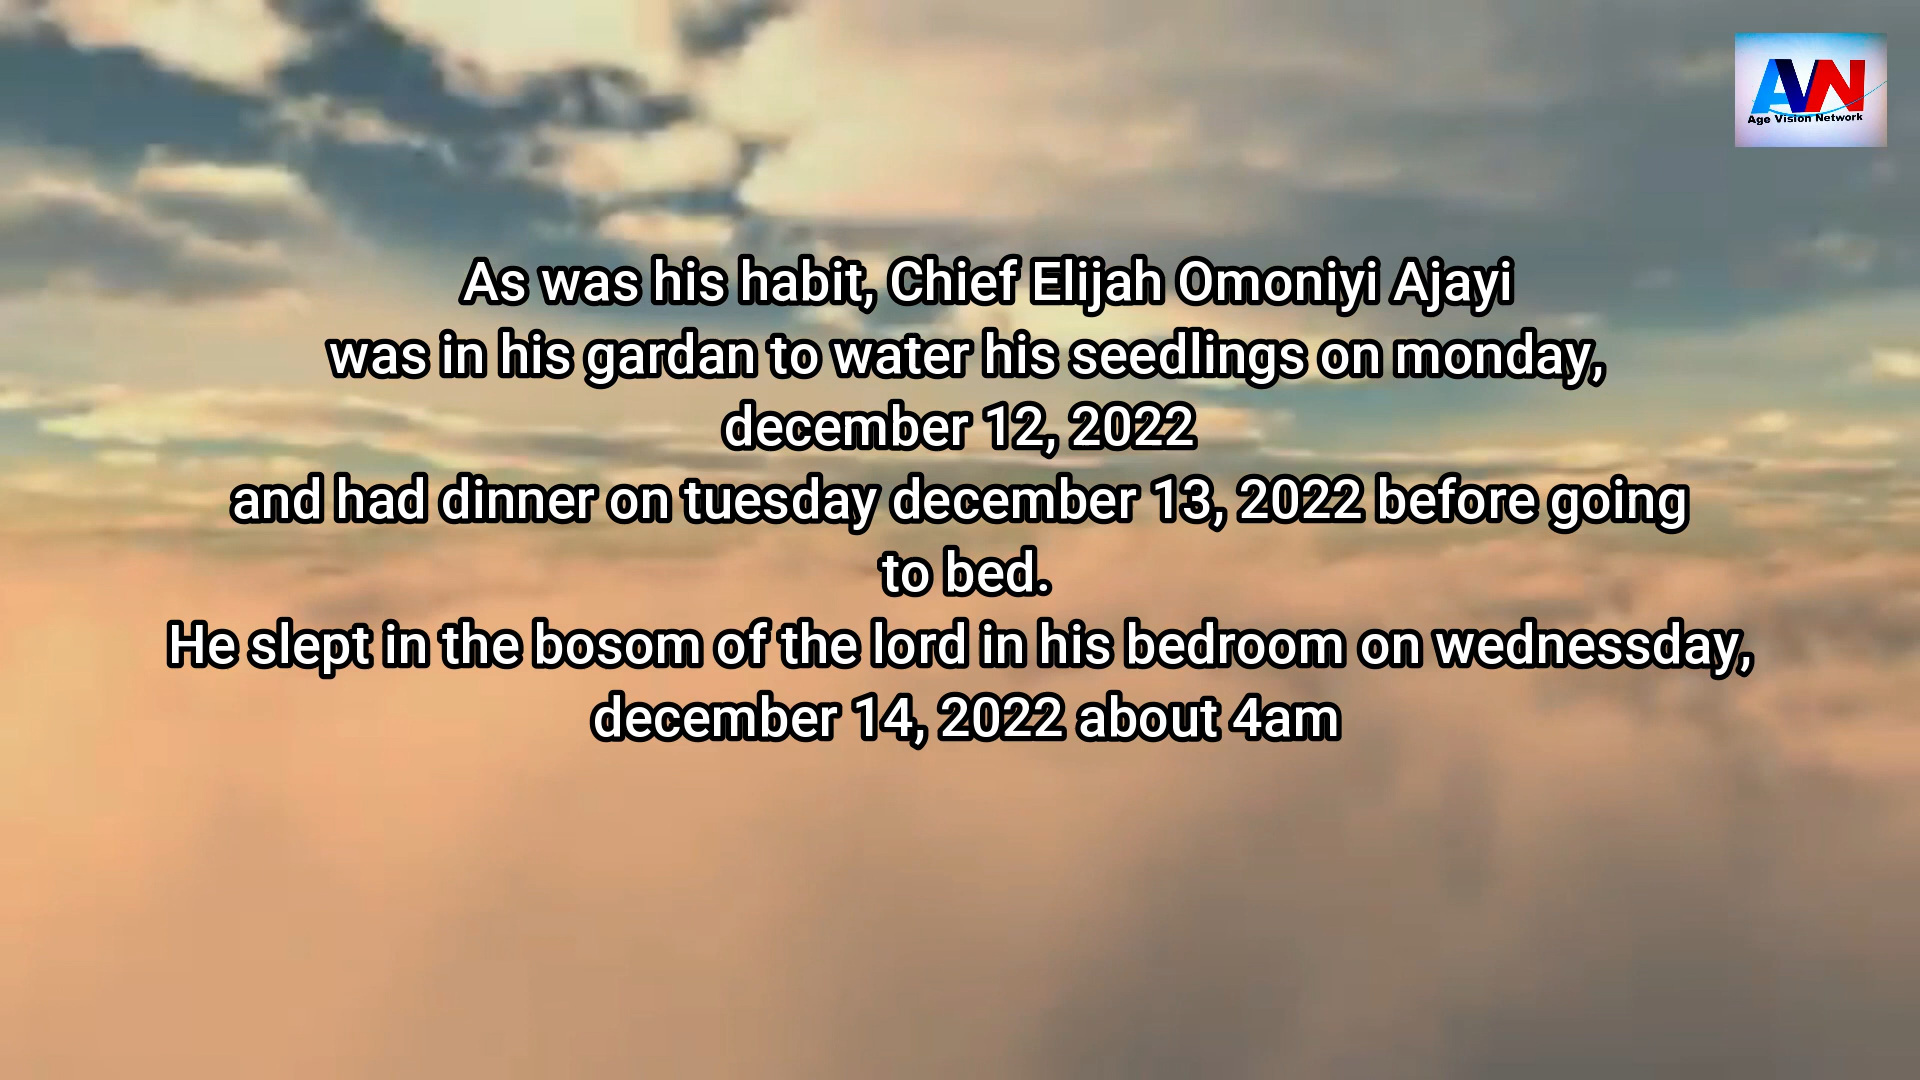 AVN
Age Vision Network
As was his habit, Chief Elijah Omoniyi Ajayi
was in his gardan to water his seedlings on monday,
december 12, 2022
and had dinner on tuesday december 13, 2022 before going
to bed.
He slept in the bosom of the lord in his bedroom on wednessday,
december 14, 2022 about 4am